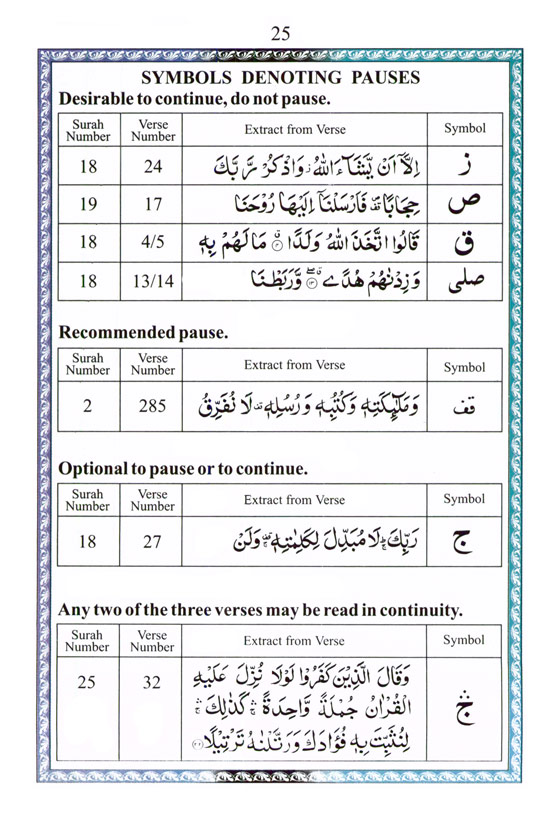 25
SYMBOLS DENOTING PAUSES
Desirable to continue, do not pause.
Surah Number Verse Number Extract from Verse Symbol
18 24 اِلَّاۤ اَنْ يَّشَآءَ اللّٰهُ ز وَاذْكُرْ رَّبَّكَ ز
19 17 حِجَابًا ص فَاَرْسَلْنَاۤ اِلَيْهَا رُوْحَنَا ص
18 4/5 قَالُوا اتَّخَذَ اللّٰهُ وَلَدًا ق ۝ مَا لَهُمْ بِهٖ ق
18 13/14 وَزِدْنٰهُمْ هُدًى صلى ۝ وَّرَبَطْنَا صلى
Recommended pause.
Surah Number Verse Number Extract from Verse Symbol
2 285 وَمَلٰٓئِكَتِهٖ وَكُتُبِهٖ وَرُسُلِهٖ قف لَا نُفَرِّقُ قف
Optional to pause or to continue.
Surah Number Verse Number Extract from Verse Symbol
18 27 رَبِّكَ ج لَا مُبَدِّلَ لِكَلِمٰتِهٖ وَلَنْ ج
Any two of the three verses may be read in continuity.
Surah Number Verse Number Extract from Verse Symbol
25 32 وَقَالَ الَّذِيْنَ كَفَرُوْا لَوْلَا نُزِّلَ عَلَيْهِ
الْقُرْاٰنُ جُمْلَةً وَّاحِدَةً ۛۚ كَذٰلِكَ ۛۚ ج
لِنُثَبِّتَ بِهٖ فُؤَادَكَ وَرَتَّلْنٰهُ تَرْتِيْلًا